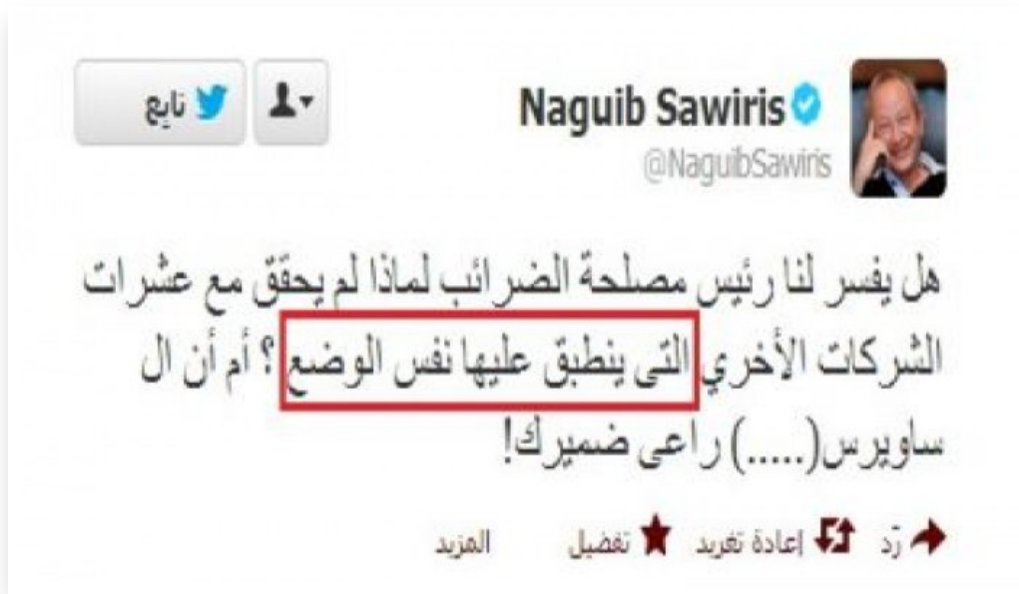 Naguib Sawiris
@NaguibSawiris
تابع
هل يفسر لنا رئيس مصلحة الضرائب لماذا لم يحقق مع عشرات
الشركات الأخري التى ينطبق عليها نفس الوضع ؟ أم أن ال
ساويرس(.....) راعى ضميرك!
رّد إعادة تغريد تفضيل المزيد